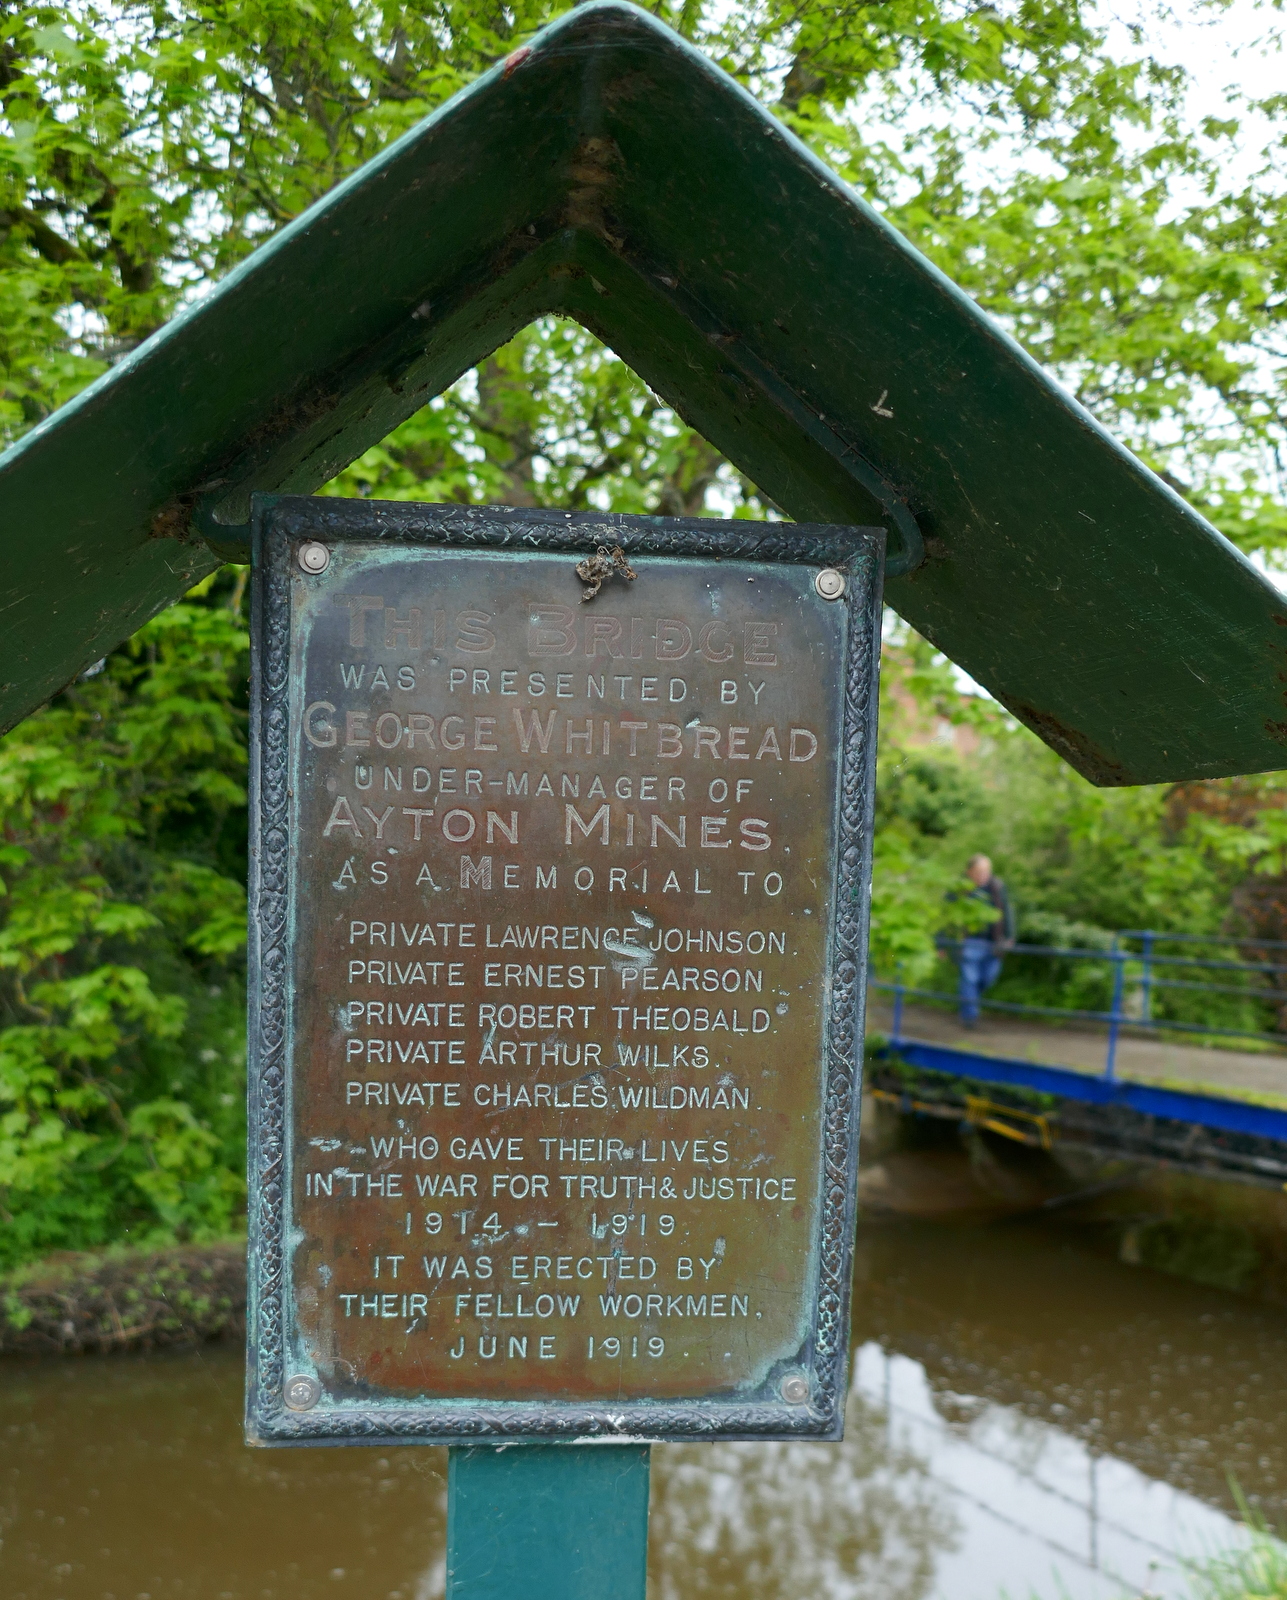 THIS BRIDGE
WAS PRESENTED BY
GEORGE WHITBREAD
UNDER-MANAGER OF
AYTON MINES.
AS A MEMORIAL TO
PRIVATE LAWRENCE JOHNSON.
PRIVATE ERNEST PEARSON.
PRIVATE ROBERT THEOBALD.
PRIVATE ARTHUR WILKS.
PRIVATE CHARLES WILDMAN.
WHO GAVE THEIR LIVES
IN THE WAR FOR TRUTH & JUSTICE
1914 - 1919
IT WAS ERECTED BY
THEIR FELLOW WORKMEN,
JUNE 1919.